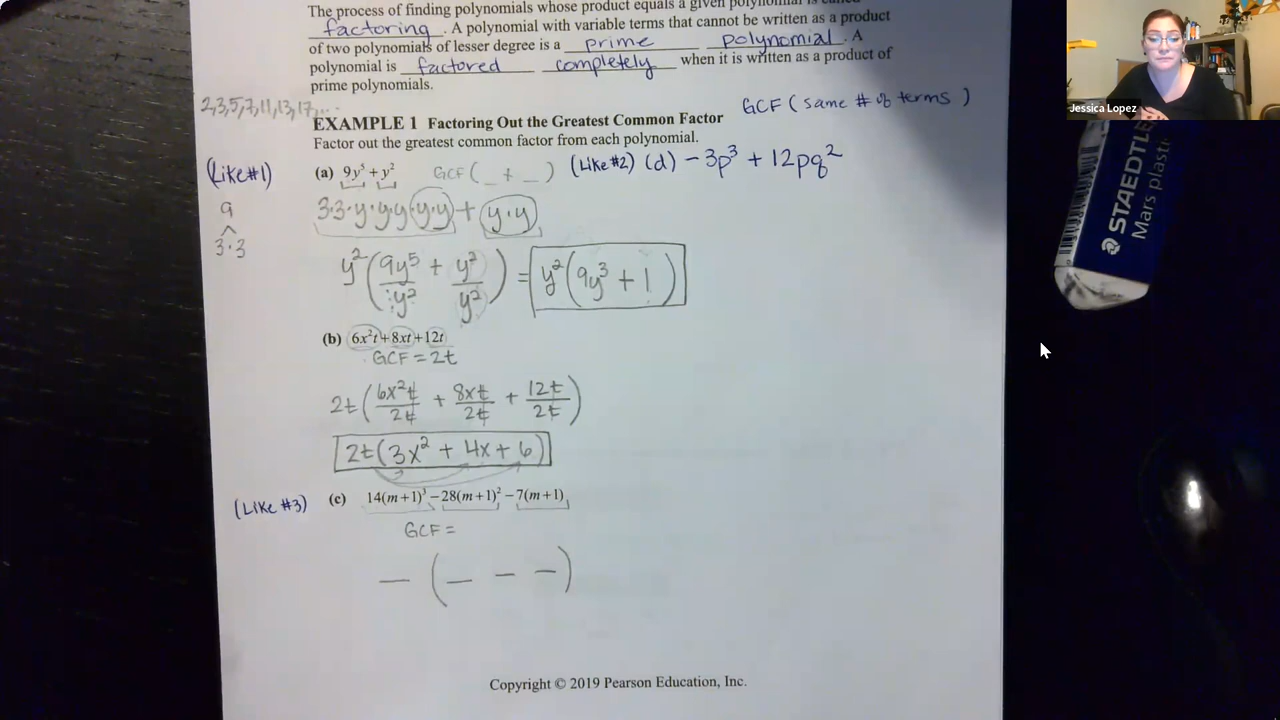 The process of finding polynomials whose product equals a given polynomial is called
factoring. A polynomial with variable terms that cannot be written as a product
of two polynomials of lesser degree is a prime polynomial. A
polynomial is factored completely when it is written as a product of
prime polynomials.
2,3,5,7,11,13,17,...
GCF (same # of terms)
EXAMPLE 1 Factoring Out the Greatest Common Factor
Factor out the greatest common factor from each polynomial.
(Like #1) (a) 9y⁵ + y² GCF( _ + _ ) (Like #2) (d) −3p³ + 12pq²
9
3·3
3·3·y·y·y·y·y + y·y
y²(9y⁵/y² + y²/y²) = y²(9y³ + 1)
(b) 6x²t + 8xt + 12t
GCF = 2t
2t(6x²t/2t + 8xt/2t + 12t/2t)
2t(3x² + 4x + 6)
(Like #3) (c) 14(m+1)³ − 28(m+1)² − 7(m+1)
GCF =
_ ( _ _ _ )
Copyright © 2019 Pearson Education, Inc.
Jessica Lopez
STAEDTLER
Mars plastic